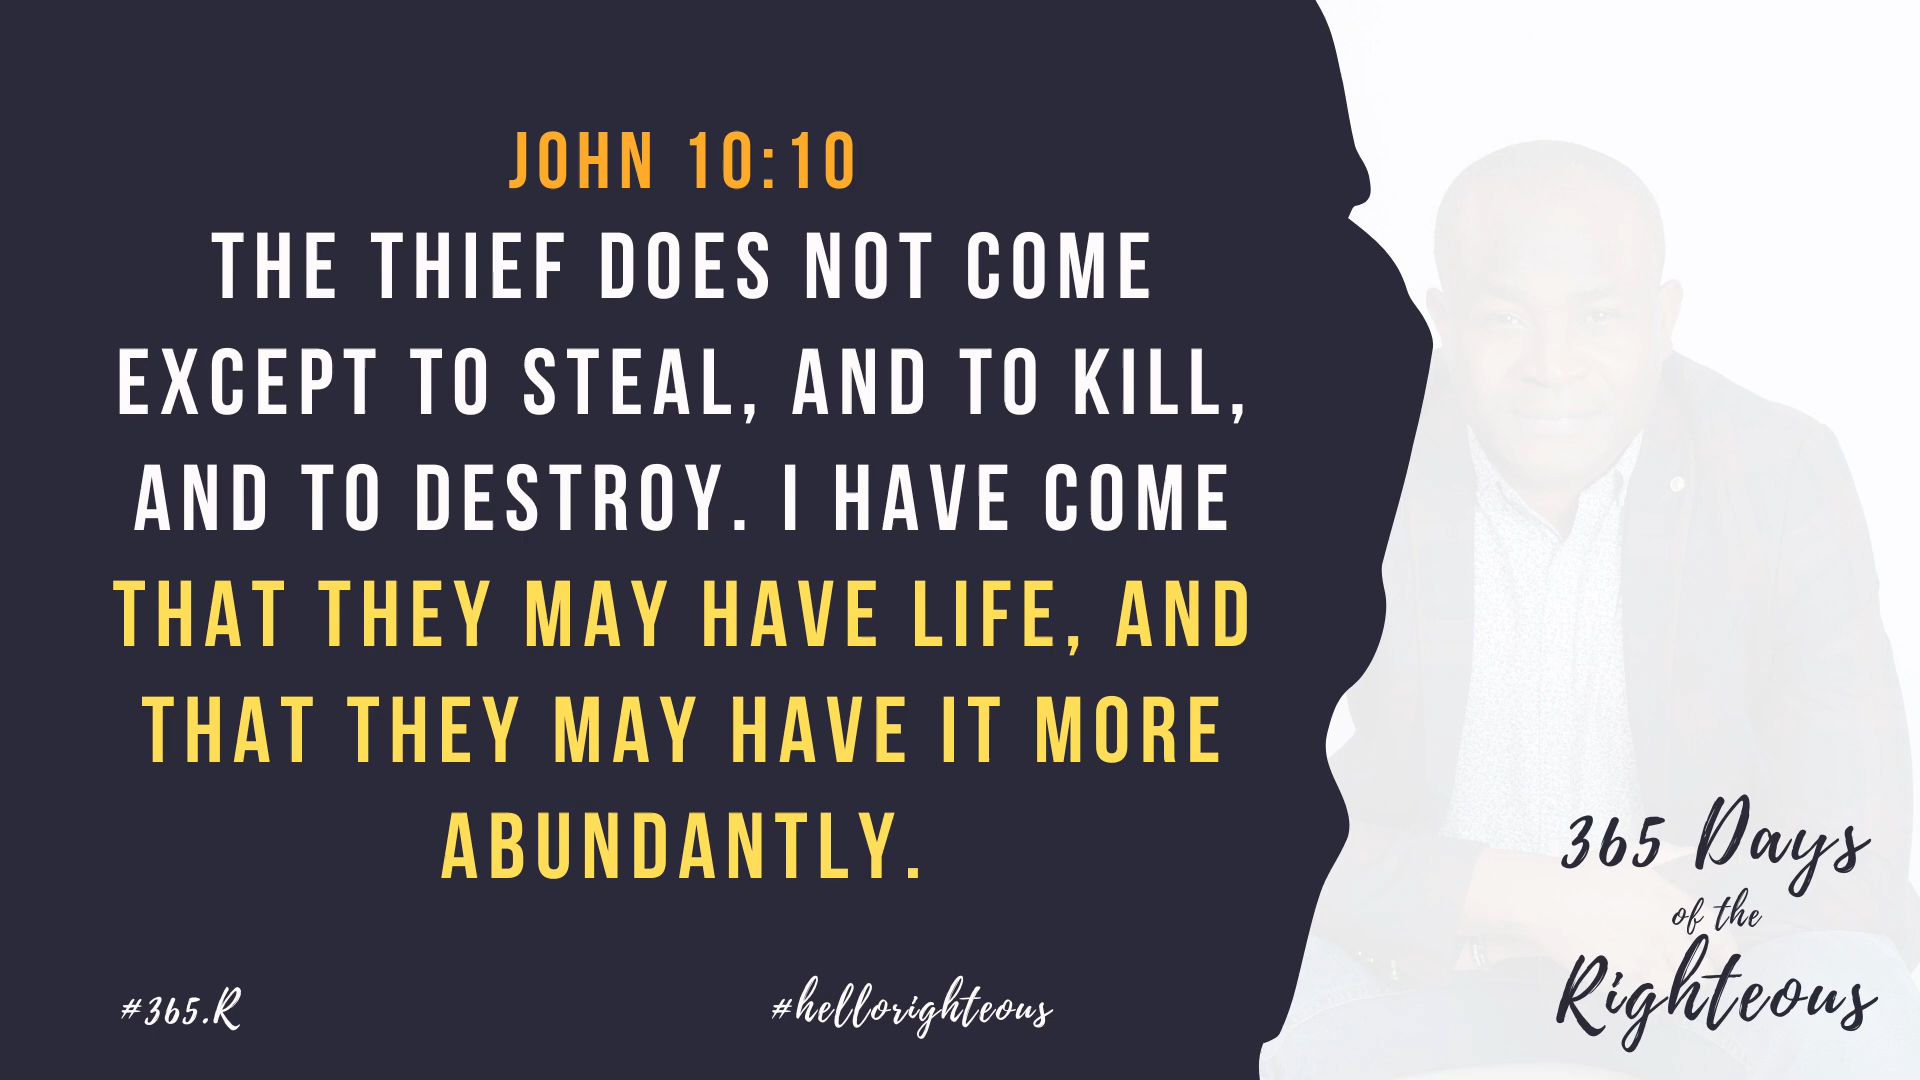 JOHN 10:10
THE THIEF DOES NOT COME
EXCEPT TO STEAL, AND TO KILL,
AND TO DESTROY. I HAVE COME
THAT THEY MAY HAVE LIFE, AND
THAT THEY MAY HAVE IT MORE
ABUNDANTLY.
#365.R
#hellorighteous
365 Days
of the
Righteous